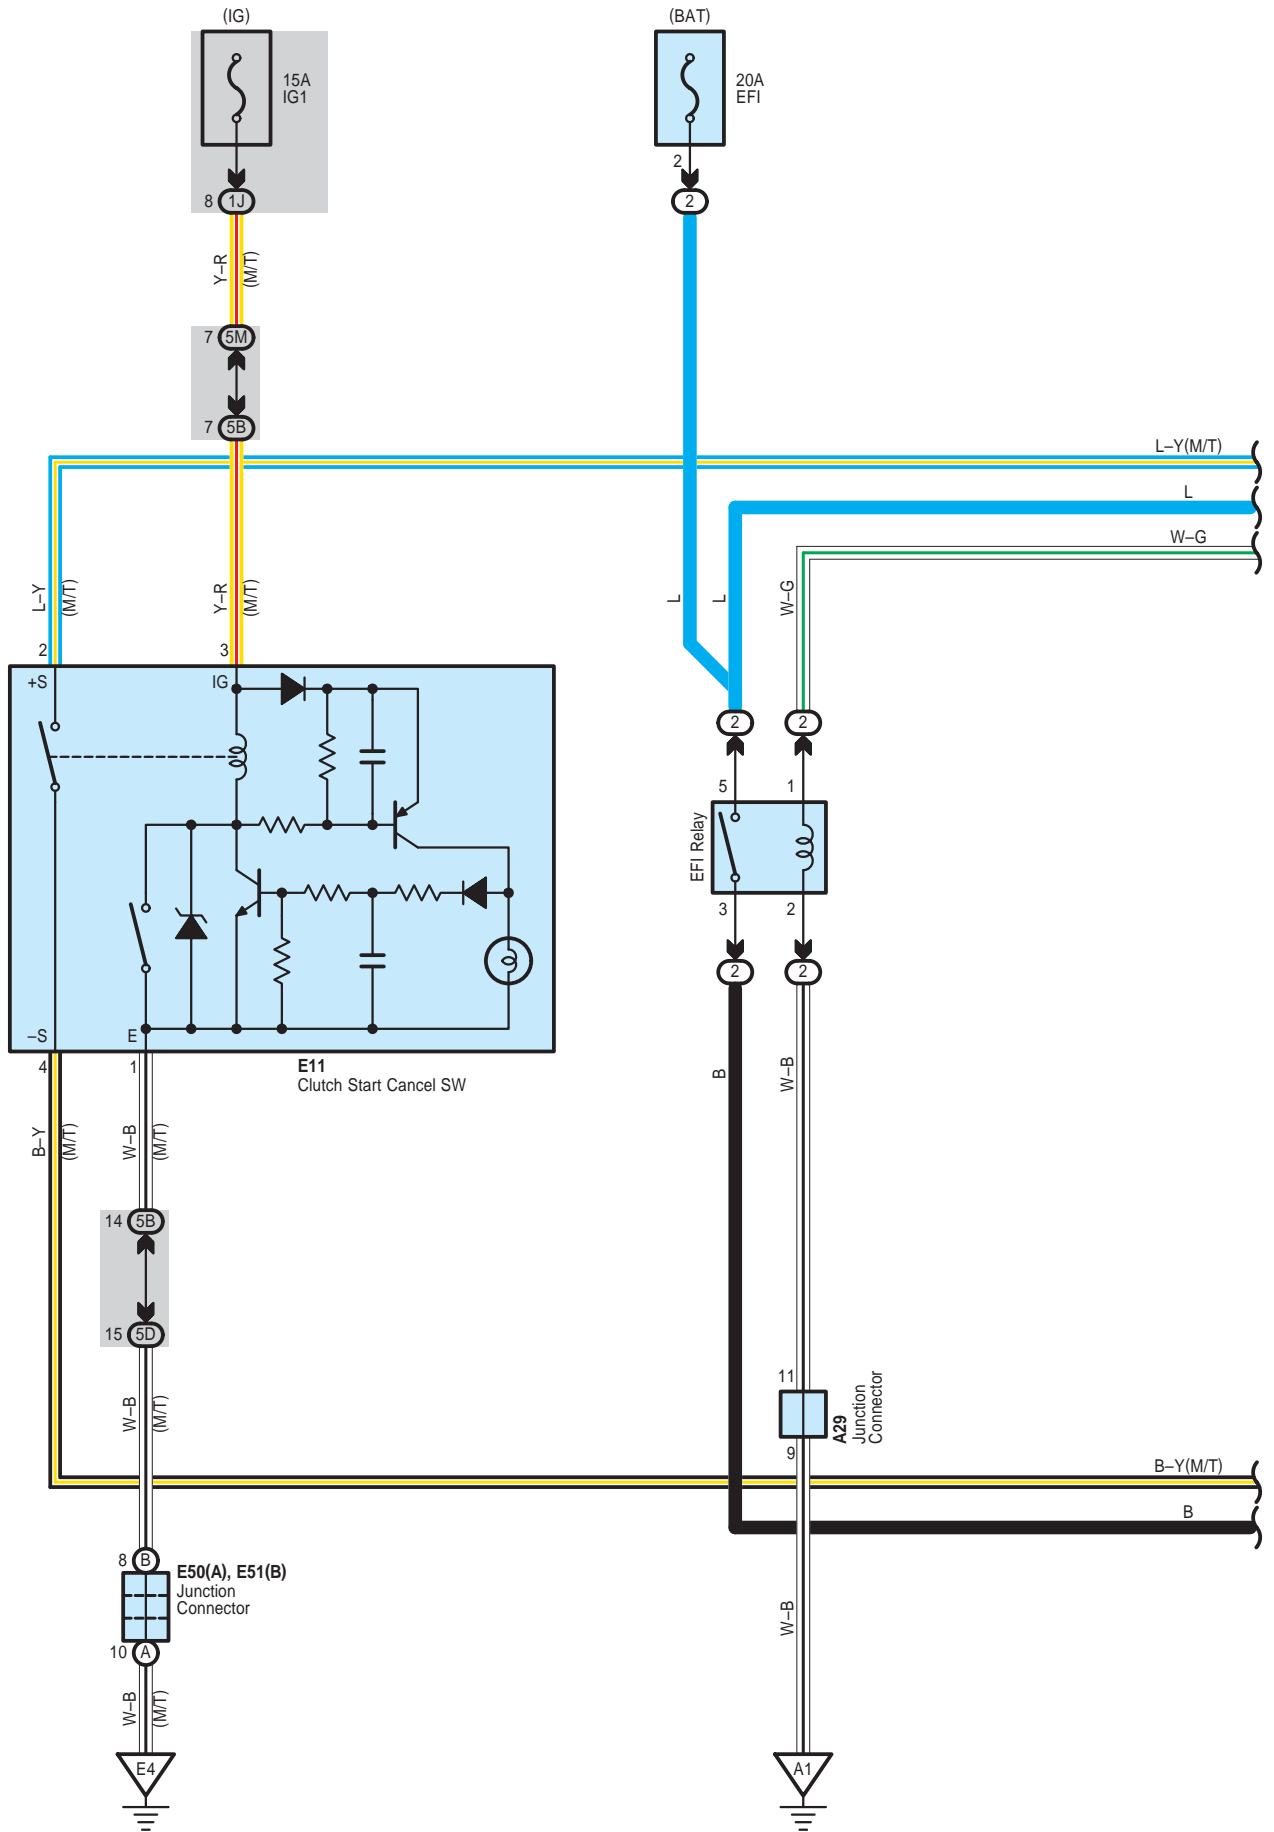 (IG)
(BAT)
15A
IG1
20A
EFI
2
8 1J
2
Y–R
(M/T)
7 5M
7 5B
L–Y(M/T)
L
W–G
L–Y
(M/T)
Y–R
(M/T)
L
L
W–G
2
3
+S
IG
2
2
5
1
EFI Relay
3
2
2
2
–S
E
4
1
E11
Clutch Start Cancel SW
B
W–B
B–Y
(M/T)
W–B
(M/T)
14 5B
15 5D
11
A29
Junction
Connector
9
W–B
(M/T)
B–Y(M/T)
B
8 B
E50(A), E51(B)
Junction
Connector
10 A
W–B
W–B
(M/T)
E4
A1